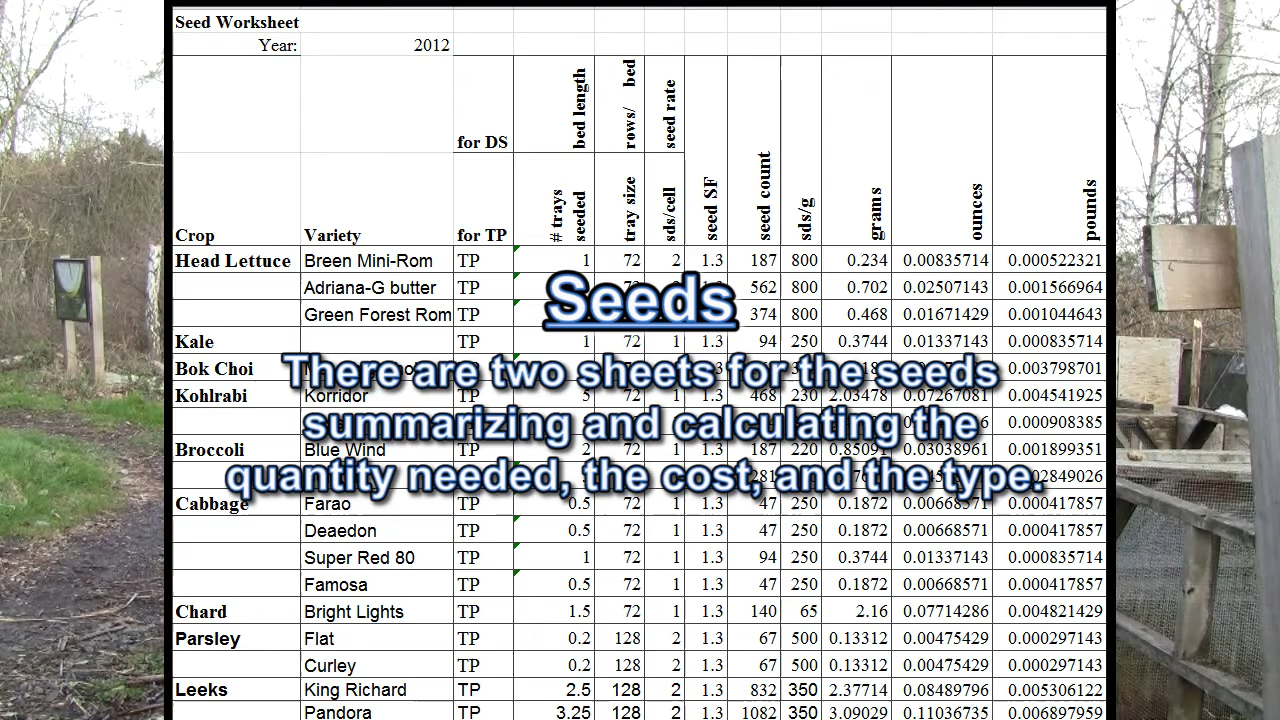 Seed Worksheet
Year: 2012
for DS bed length rows/ bed seed rate
Crop Variety for TP # trays seeded tray size sds/cell seed SF seed count sds/g grams ounces pounds
Head Lettuce Breen Mini-Rom TP 1 72 2 1.3 187 800 0.234 0.00835714 0.000522321
Adriana-G butter TP 562 800 0.702 0.02507143 0.001566964
Green Forest Rom TP 374 800 0.468 0.01671429 0.001044643
Seeds
Kale TP 1 72 1 1.3 94 250 0.3744 0.01337143 0.000835714
Bok Choi 0.003798701
There are two sheets for the seeds
Kohlrabi Korridor TP 5 72 1 1.3 468 230 2.03478 0.07267081 0.004541925
summarizing and calculating the
0.000908385
Broccoli Blue Wind TP 2 72 1 1.3 187 220 0.85091 0.03038961 0.001899351
quantity needed, the cost, and the type.
Cabbage Farao TP 0.5 72 1 1.3 47 250 0.1872 0.00668571 0.000417857
Deaedon TP 0.5 72 1 1.3 47 250 0.1872 0.00668571 0.000417857
Super Red 80 TP 1 72 1 1.3 94 250 0.3744 0.01337143 0.000835714
Famosa TP 0.5 72 1 1.3 47 250 0.1872 0.00668571 0.000417857
Chard Bright Lights TP 1.5 72 1 1.3 140 65 2.16 0.07714286 0.004821429
Parsley Flat TP 0.2 128 2 1.3 67 500 0.13312 0.00475429 0.000297143
Curley TP 0.2 128 2 1.3 67 500 0.13312 0.00475429 0.000297143
Leeks King Richard TP 2.5 128 2 1.3 832 350 2.37714 0.08489796 0.005306122
Pandora TP 3.25 128 2 1.3 1082 350 3.09029 0.11036735 0.006897959